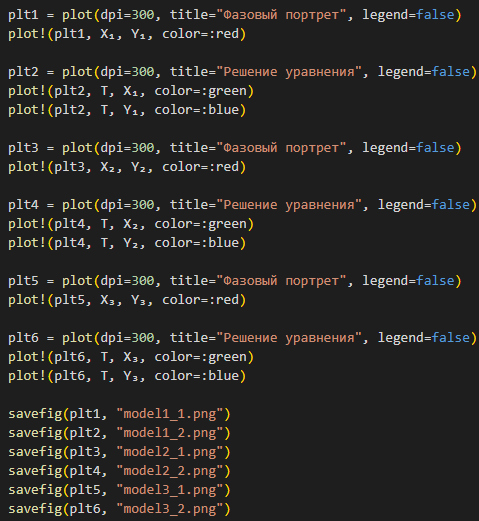 plt1 = plot(dpi=300, title="Фазовый портрет", legend=false)
plot!(plt1, X₁, Y₁, color=:red)

plt2 = plot(dpi=300, title="Решение уравнения", legend=false)
plot!(plt2, T, X₁, color=:green)
plot!(plt2, T, Y₁, color=:blue)

plt3 = plot(dpi=300, title="Фазовый портрет", legend=false)
plot!(plt3, X₂, Y₂, color=:red)

plt4 = plot(dpi=300, title="Решение уравнения", legend=false)
plot!(plt4, T, X₂, color=:green)
plot!(plt4, T, Y₂, color=:blue)

plt5 = plot(dpi=300, title="Фазовый портрет", legend=false)
plot!(plt5, X₃, Y₃, color=:red)

plt6 = plot(dpi=300, title="Решение уравнения", legend=false)
plot!(plt6, T, X₃, color=:green)
plot!(plt6, T, Y₃, color=:blue)

savefig(plt1, "model1_1.png")
savefig(plt2, "model1_2.png")
savefig(plt3, "model2_1.png")
savefig(plt4, "model2_2.png")
savefig(plt5, "model3_1.png")
savefig(plt6, "model3_2.png")